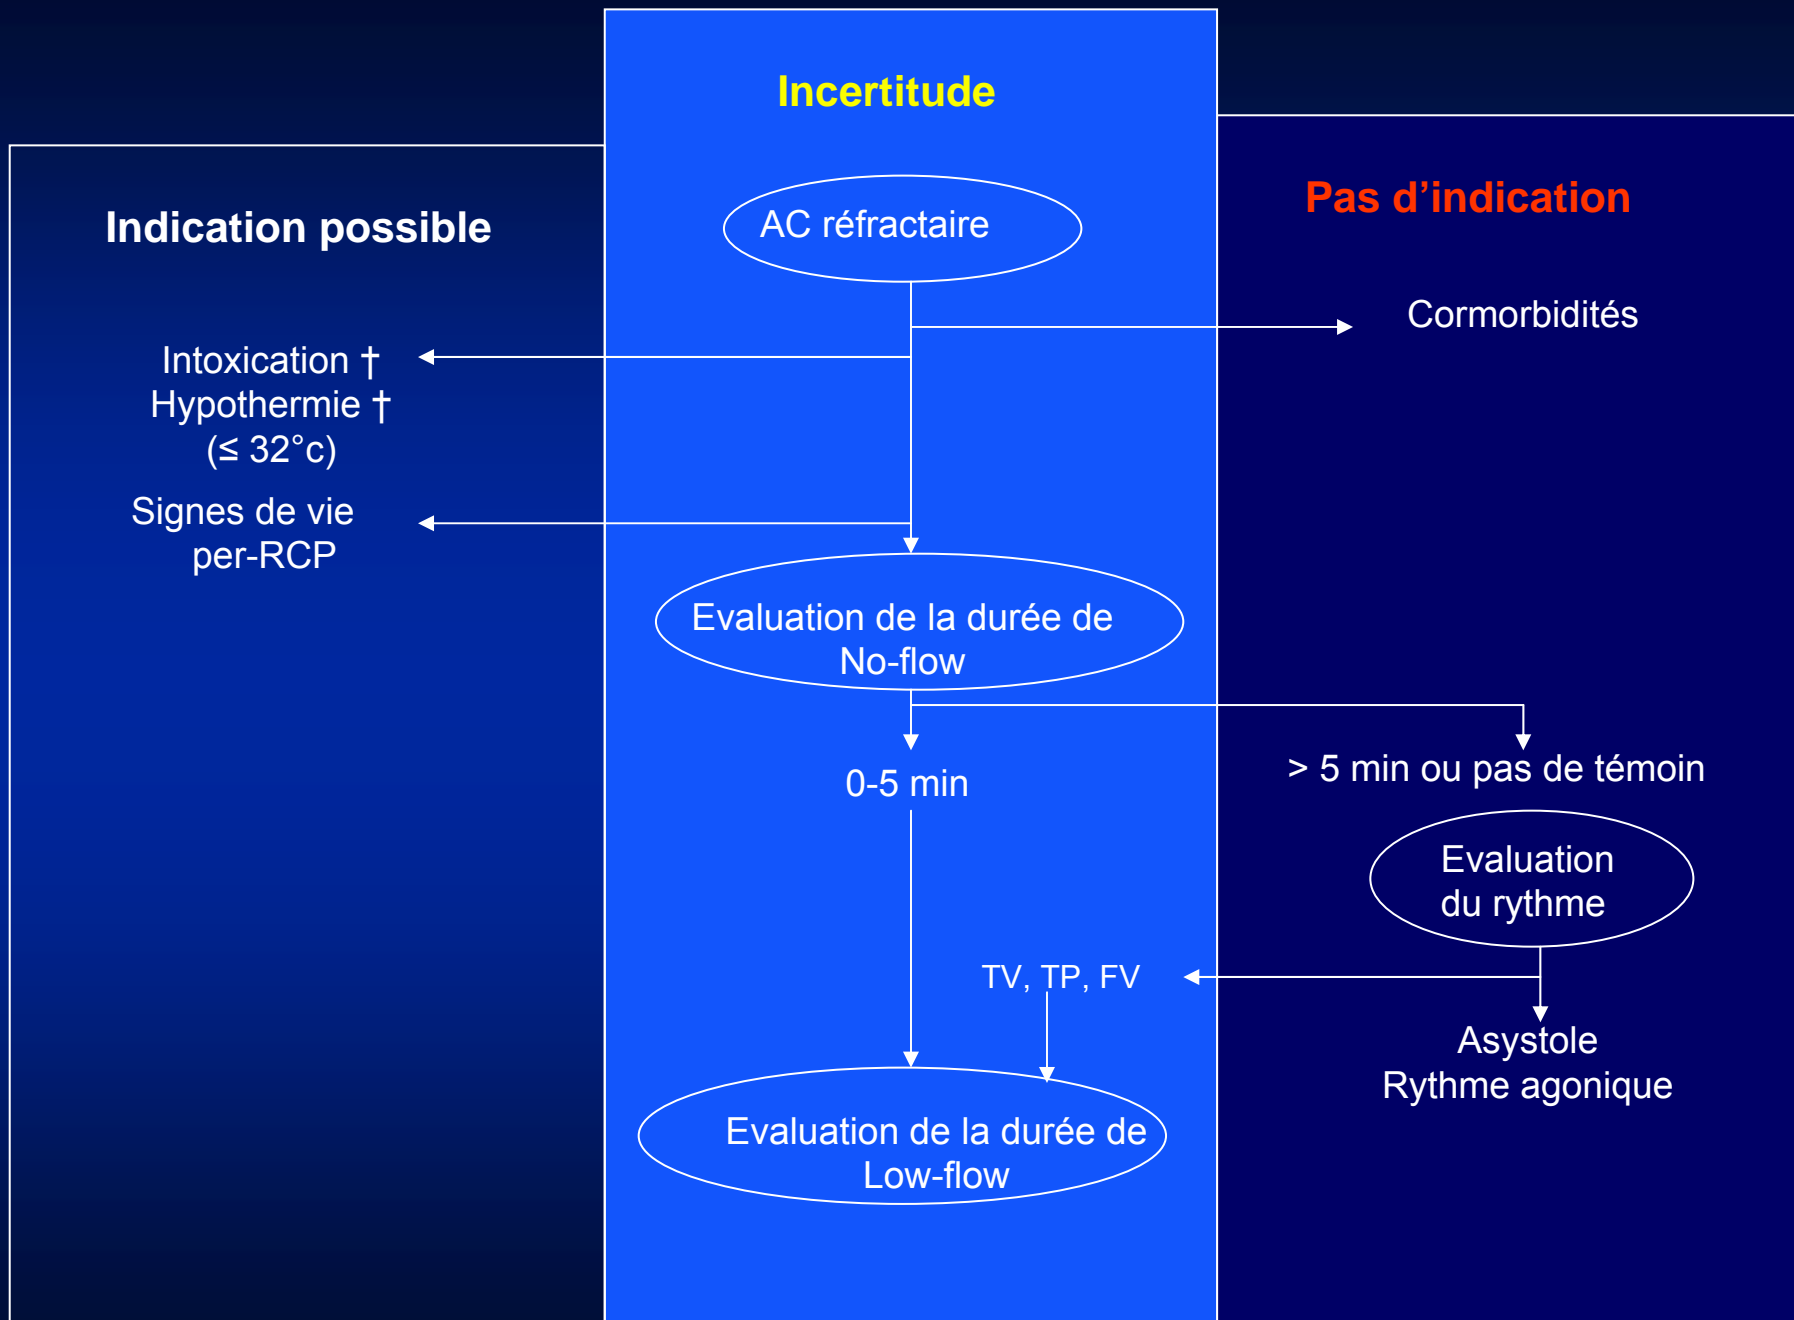 Incertitude
Indication possible
Pas d’indication
AC réfractaire
Cormorbidités
Intoxication †
Hypothermie †
(≤ 32°c)
Signes de vie
per-RCP
Evaluation de la durée de
No-flow
0-5 min
> 5 min ou pas de témoin
Evaluation
du rythme
TV, TP, FV
Asystole
Rythme agonique
Evaluation de la durée de
Low-flow